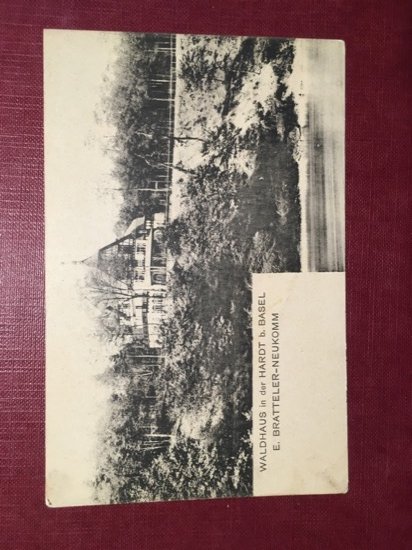 WALDHAUS in der HARDT b. BASEL
E. BRATTELER-NEUKOMM